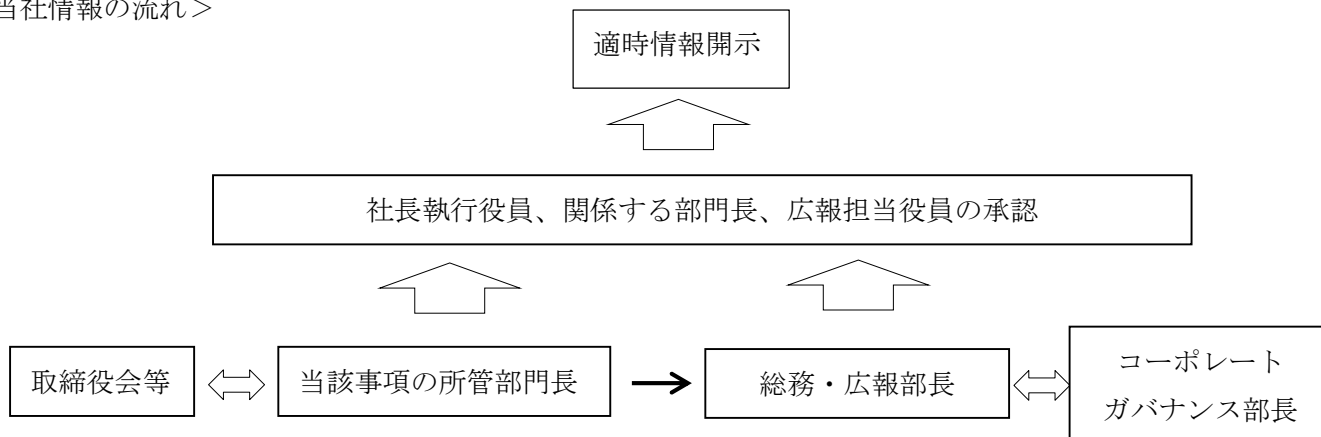 当社情報の流れ＞
適時情報開示
社長執行役員、関係する部門長、広報担当役員の承認
取締役会等
当該事項の所管部門長
総務・広報部長
コーポレート
ガバナンス部長